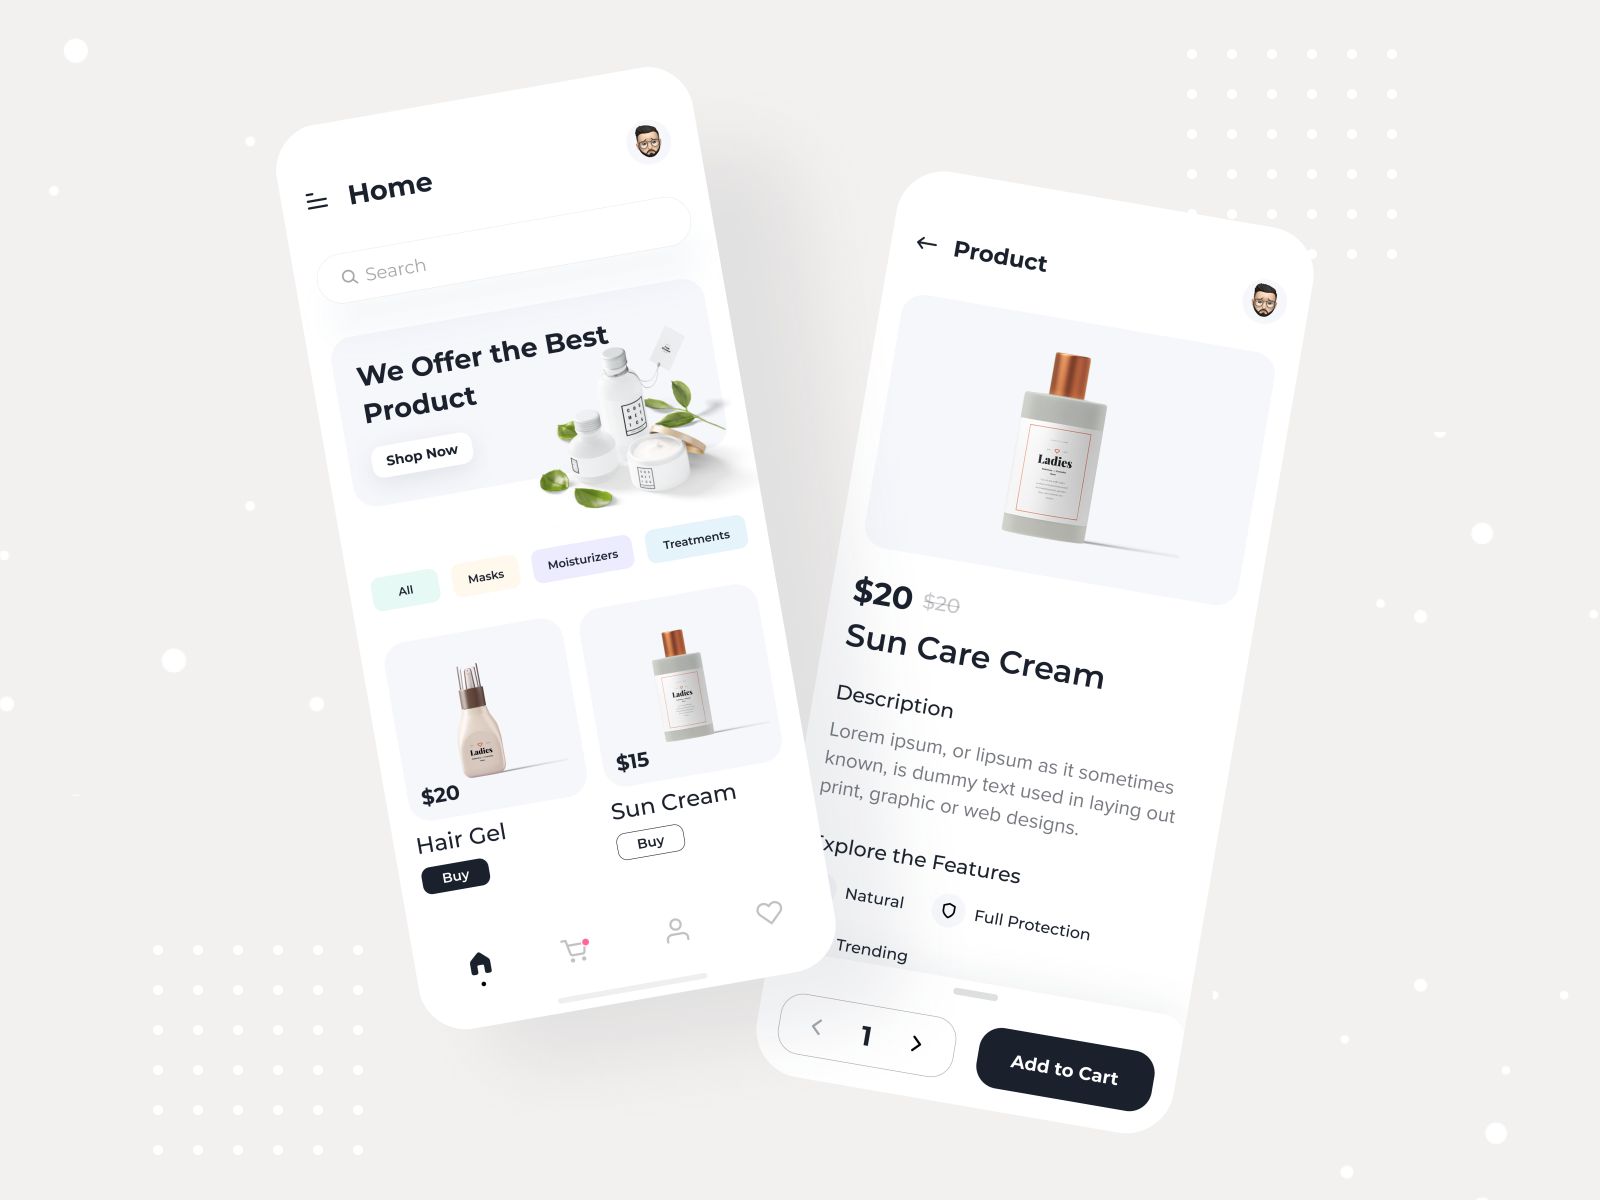 Home
Search
We Offer the Best
Product
Shop Now
All
Masks
Moisturizers
Treatments
Ladies
$20
Hair Gel
Buy
Ladies
$15
Sun Cream
Buy
Product
Ladies
$20 $20
Sun Care Cream
Description
Lorem ipsum, or lipsum as it sometimes
known, is dummy text used in laying out
print, graphic or web designs.
Explore the Features
Natural
Full Protection
Trending
1
Add to Cart